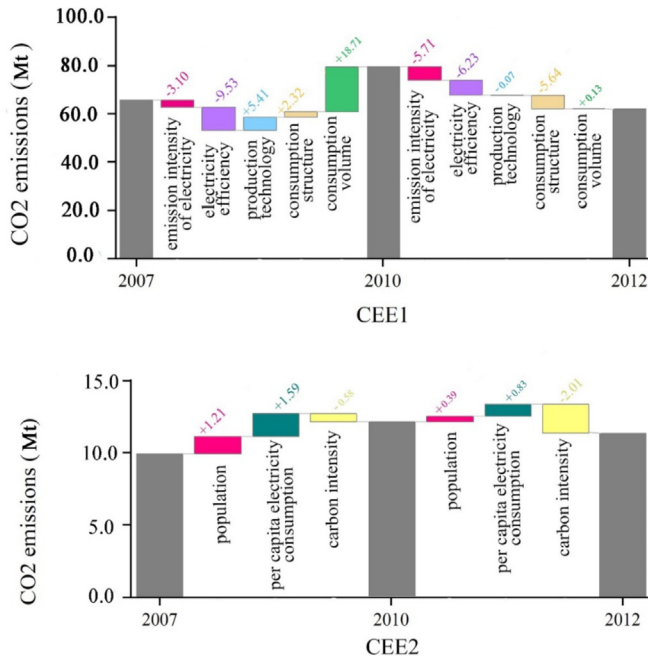 CO2 emissions (Mt)
100.0
80.0
60.0
40.0
20.0
0.0
-3.10
-9.53
+5.41
+2.32
+18.71
-5.71
-6.23
-0.07
-5.64
+0.13
emission intensity
of electricity
electricity
efficiency
production
technology
consumption
structure
consumption
volume
emission intensity
of electricity
electricity
efficiency
production
technology
consumption
structure
consumption
volume
2007
2010
2012
CEE1
CO2 emissions (Mt)
15.0
10.0
5.0
0.0
+1.21
+1.59
-0.58
+0.39
+0.83
-2.01
population
per capita electricity
consumption
carbon intensity
population
per capita electricity
consumption
carbon intensity
2007
2010
2012
CEE2